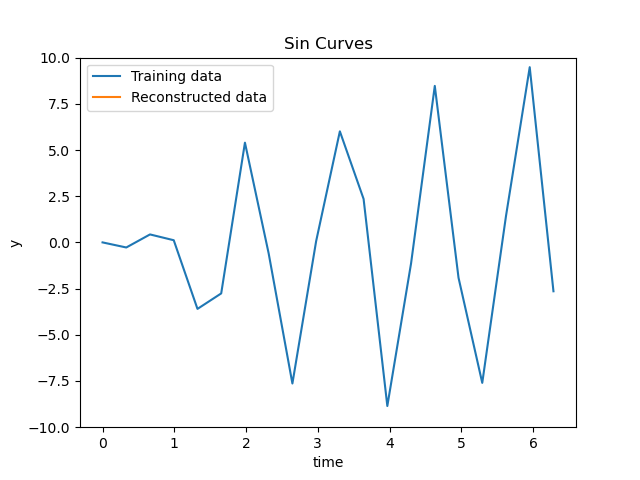 Sin Curves
Training data
Reconstructed data
10.0
7.5
5.0
2.5
0.0
−2.5
−5.0
−7.5
−10.0
y
0 1 2 3 4 5 6
time